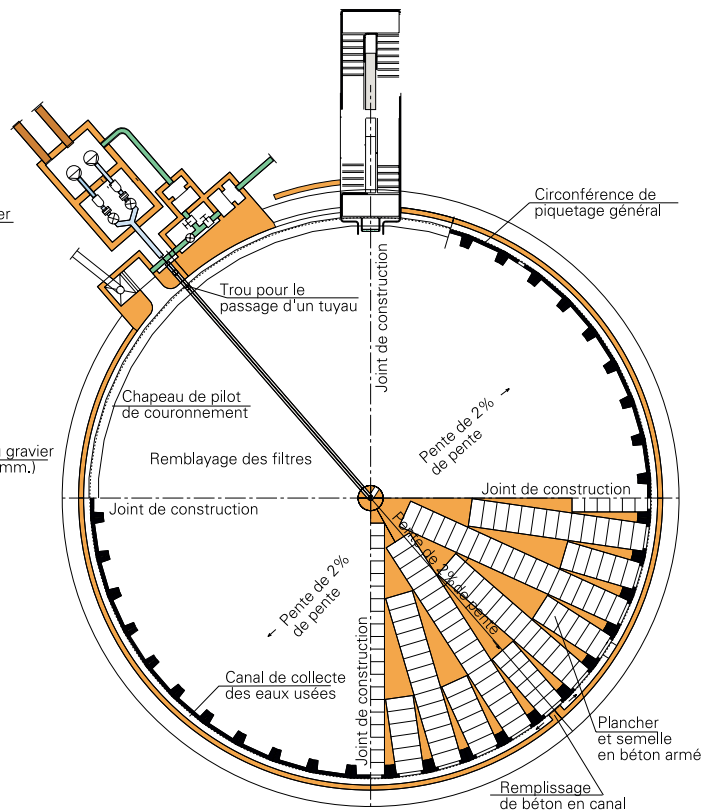 er
Circonférence de
piquetage général
Trou pour le
passage d'un tuyau
Joint de construction
Chapeau de pilot
de couronnement
Pente de 2%
de pente
gravier
mm.)
Remblayage des filtres
Joint de construction
Joint de construction
Pente de 2% de pente
Pente de 2%
de pente
Joint de construction
Canal de collecte
des eaux usées
Plancher
et semelle
en béton armé
Remplissage
de béton en canal